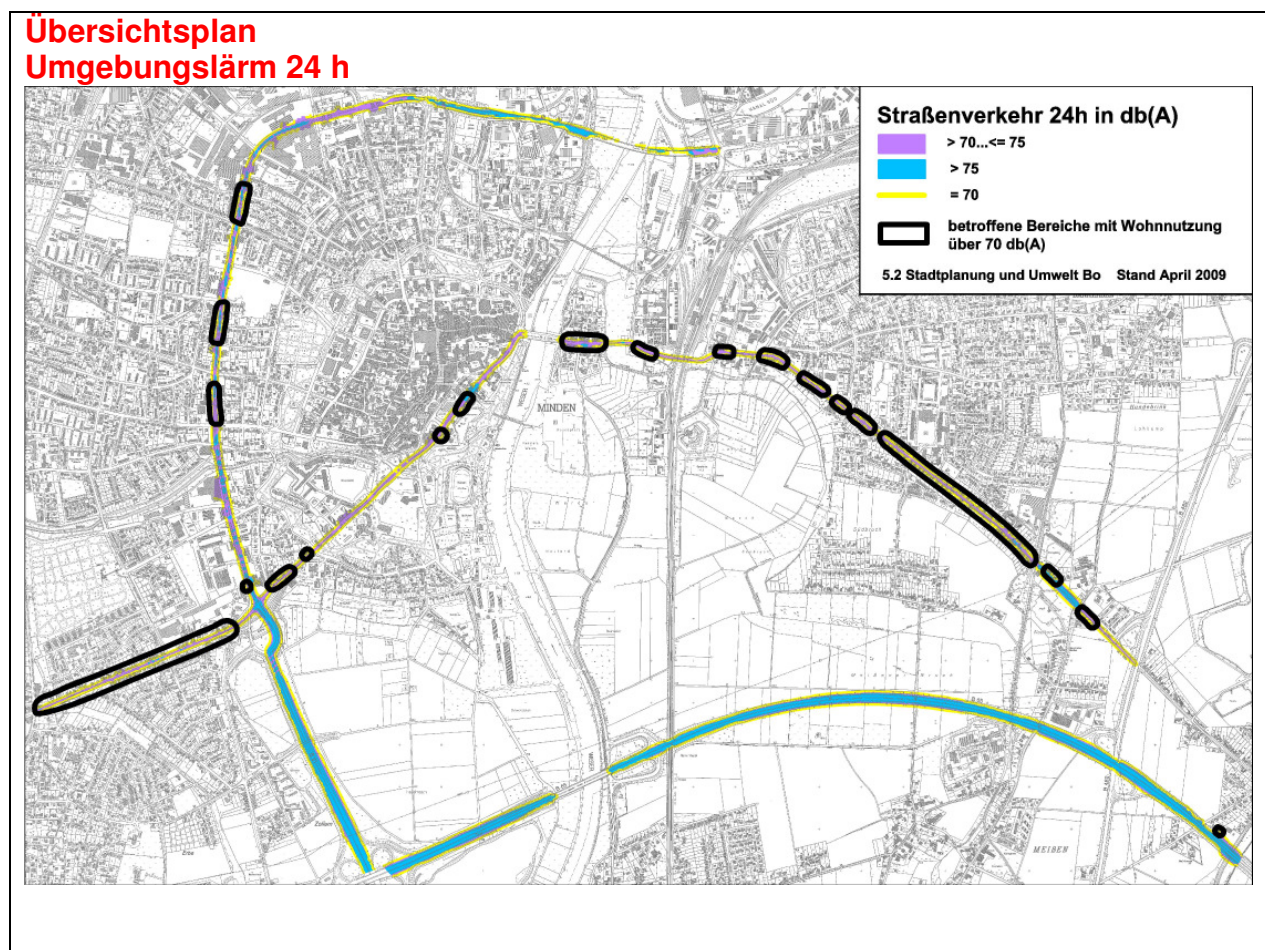 Übersichtsplan
Umgebungslärm 24 h
Straßenverkehr 24h in db(A)
> 70...<= 75
> 75
= 70
betroffene Bereiche mit Wohnnutzung
über 70 db(A)
5.2 Stadtplanung und Umwelt Bo Stand April 2009
MINDEN
MEIßEN